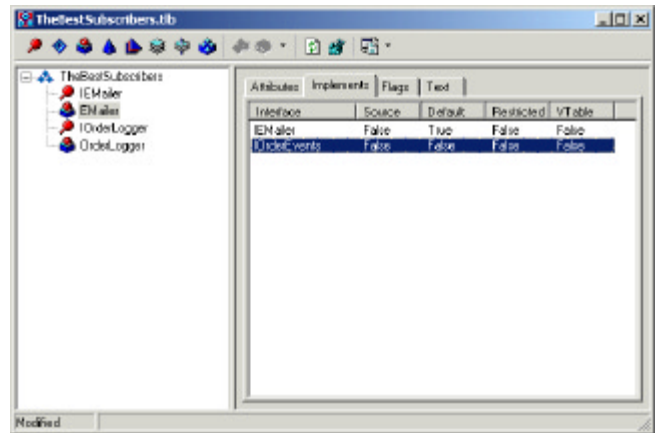 TheBestSubscribers.tlb
TheBestSubscribers
IEMailer
EMailer
IOrderLogger
OrderLogger
Attributes Implements Flags Text
Interface Source Default Restricted VTable
IEMailer False True False False
IOrderEvents False False False False
Modified